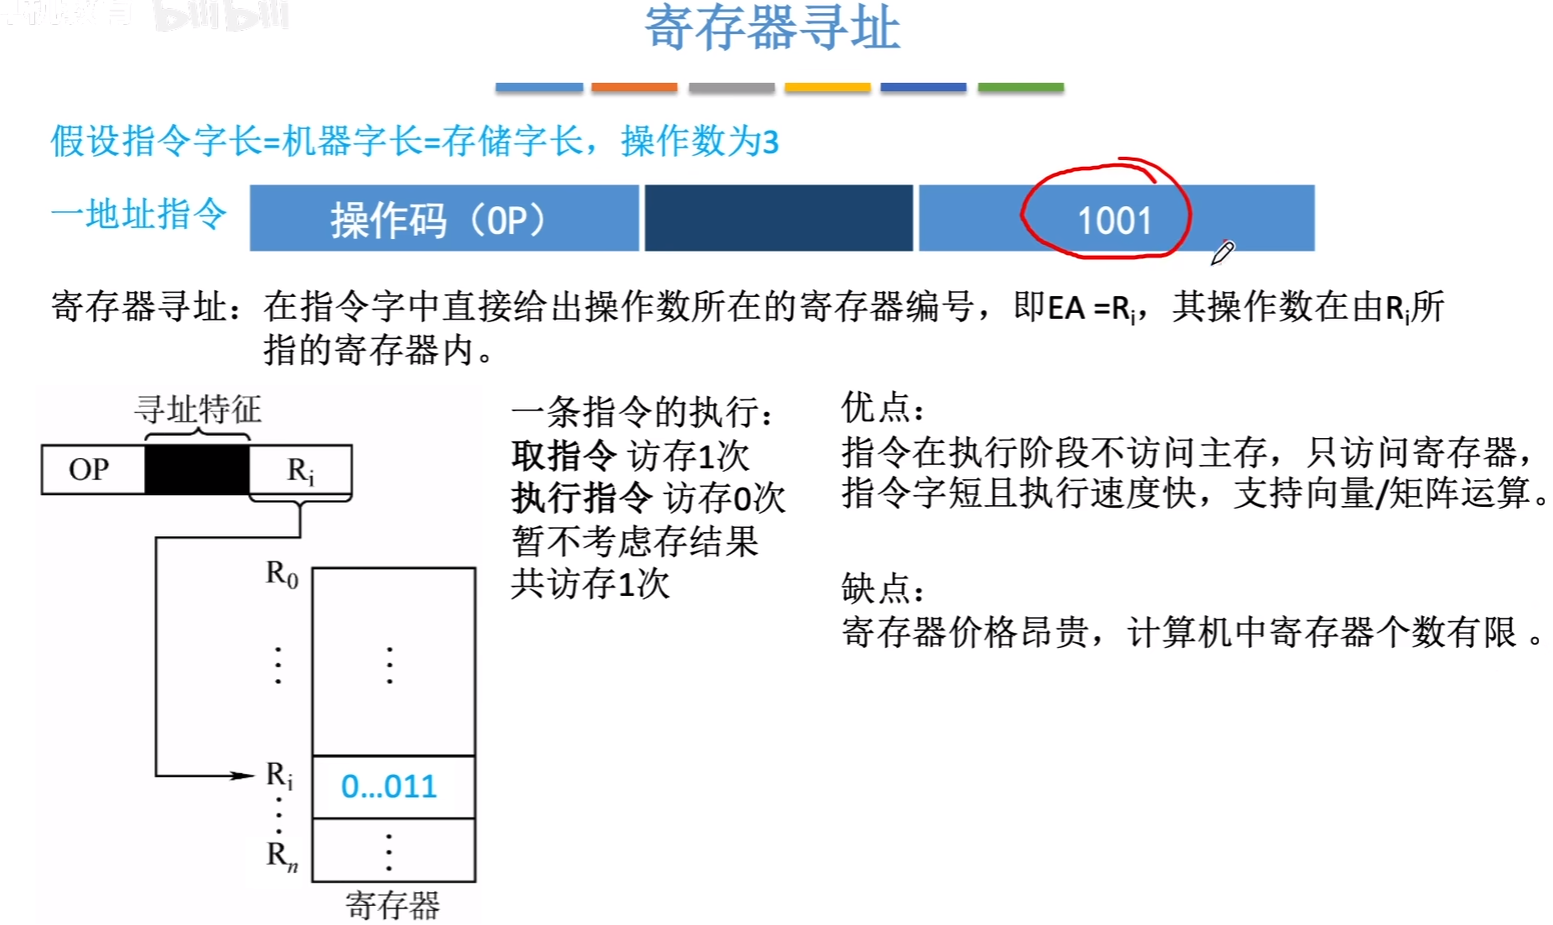 bilibili
寄存器寻址
假设指令字长=机器字长=存储字长，操作数为3
一地址指令 操作码（OP） 1001
寄存器寻址：在指令字中直接给出操作数所在的寄存器编号，即EA =Ri，其操作数在由Ri所
指的寄存器内。
寻址特征
OP Ri
R0
⋮ ⋮
Ri 0...011
⋮
Rn ⋮
寄存器
一条指令的执行：
取指令 访存1次
执行指令 访存0次
暂不考虑存结果
共访存1次
优点：
指令在执行阶段不访问主存，只访问寄存器，
指令字短且执行速度快，支持向量/矩阵运算。
缺点：
寄存器价格昂贵，计算机中寄存器个数有限 。